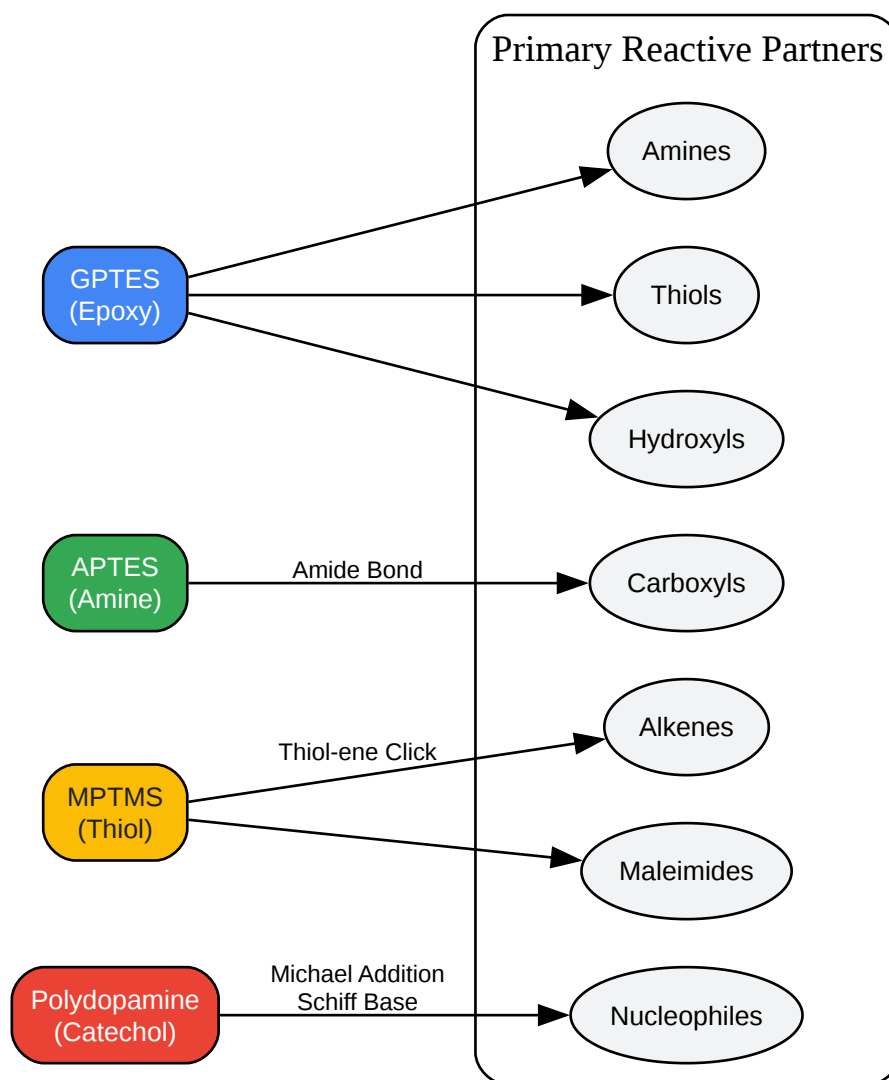 Primary Reactive Partners
Amines
GPTES
(Epoxy)
Thiols
Hydroxyls
APTES
(Amine)
Amide Bond
Carboxyls
Alkenes
Thiol-ene Click
MPTMS
(Thiol)
Maleimides
Polydopamine
(Catechol)
Michael Addition
Schiff Base
Nucleophiles